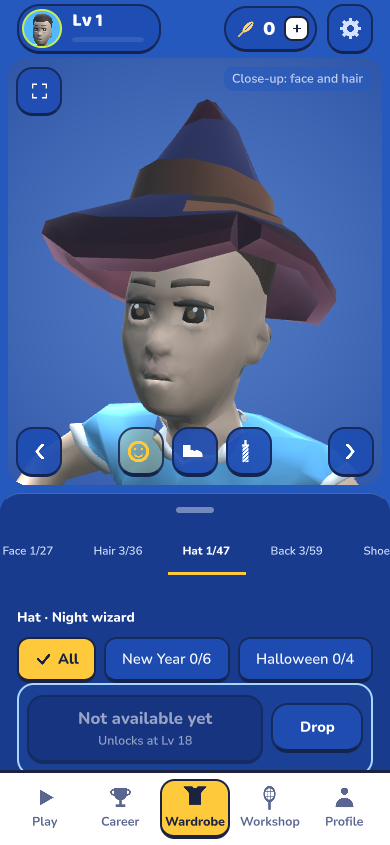 Lv 1
0
+
Close-up: face and hair
Face 1/27
Hair 3/36
Hat 1/47
Back 3/59
Shoe
Hat · Night wizard
All
New Year 0/6
Halloween 0/4
Not available yet
Unlocks at Lv 18
Drop
Play
Career
Wardrobe
Workshop
Profile